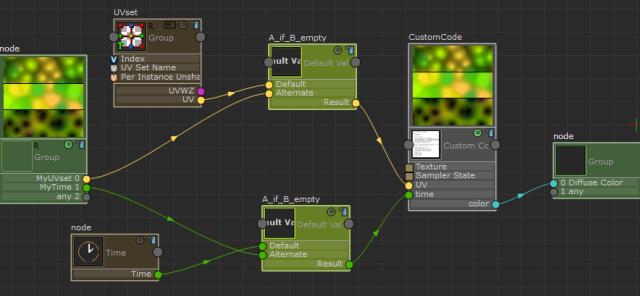 node
R
Group
MyUVset 0
MyTime 1
any 2
UVset
R
Group
Index
UV Set Name
Per Instance Unsha
UVWZ
UV
A_if_B_empty
ault Va
Default Val
Default
Alternate
Result
CustomCode
Custom Co
Texture
Sampler State
UV
time
color
node
Group
0 Diffuse Color
1 any
node
Time
Time
A_if_B_empty
ault Va
Default Val
Default
Alternate
Result